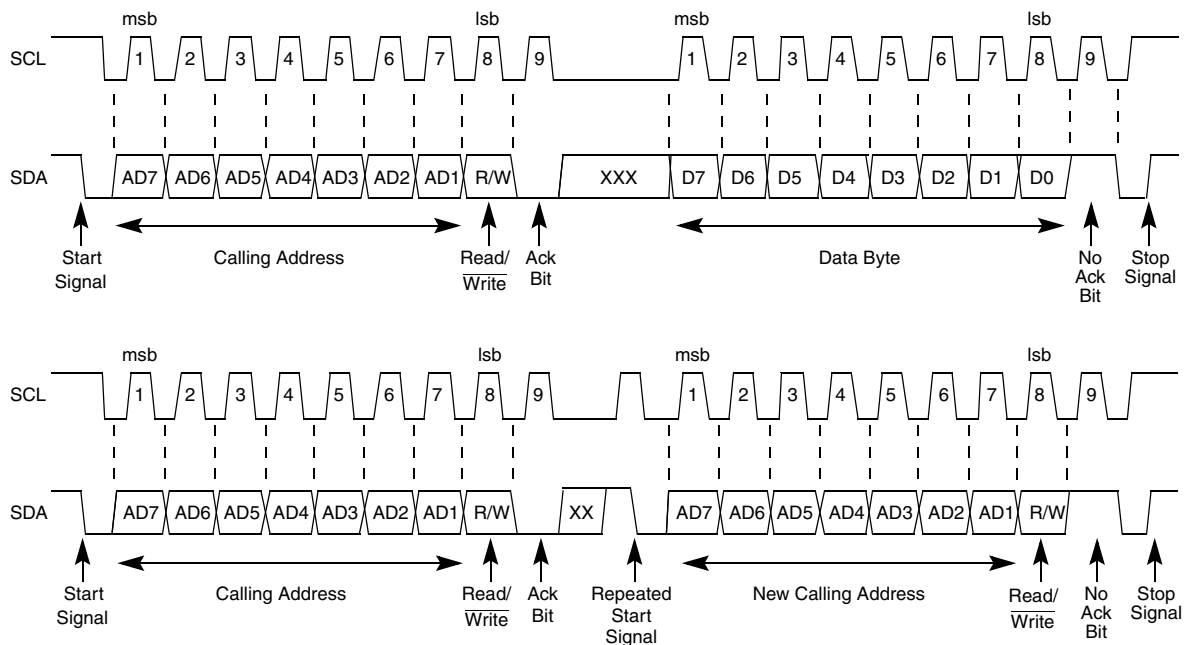 msb lsb msb lsb
SCL 1 2 3 4 5 6 7 8 9 1 2 3 4 5 6 7 8 9
SDA AD7 AD6 AD5 AD4 AD3 AD2 AD1 R/W XXX D7 D6 D5 D4 D3 D2 D1 D0
Start Signal
Calling Address
Read/ Write
Ack Bit
Data Byte
No Ack Bit
Stop Signal
msb lsb msb lsb
SCL 1 2 3 4 5 6 7 8 9 1 2 3 4 5 6 7 8 9
SDA AD7 AD6 AD5 AD4 AD3 AD2 AD1 R/W XX AD7 AD6 AD5 AD4 AD3 AD2 AD1 R/W
Start Signal
Calling Address
Read/ Write
Ack Bit
Repeated Start Signal
New Calling Address
Read/ Write
No Ack Bit
Stop Signal